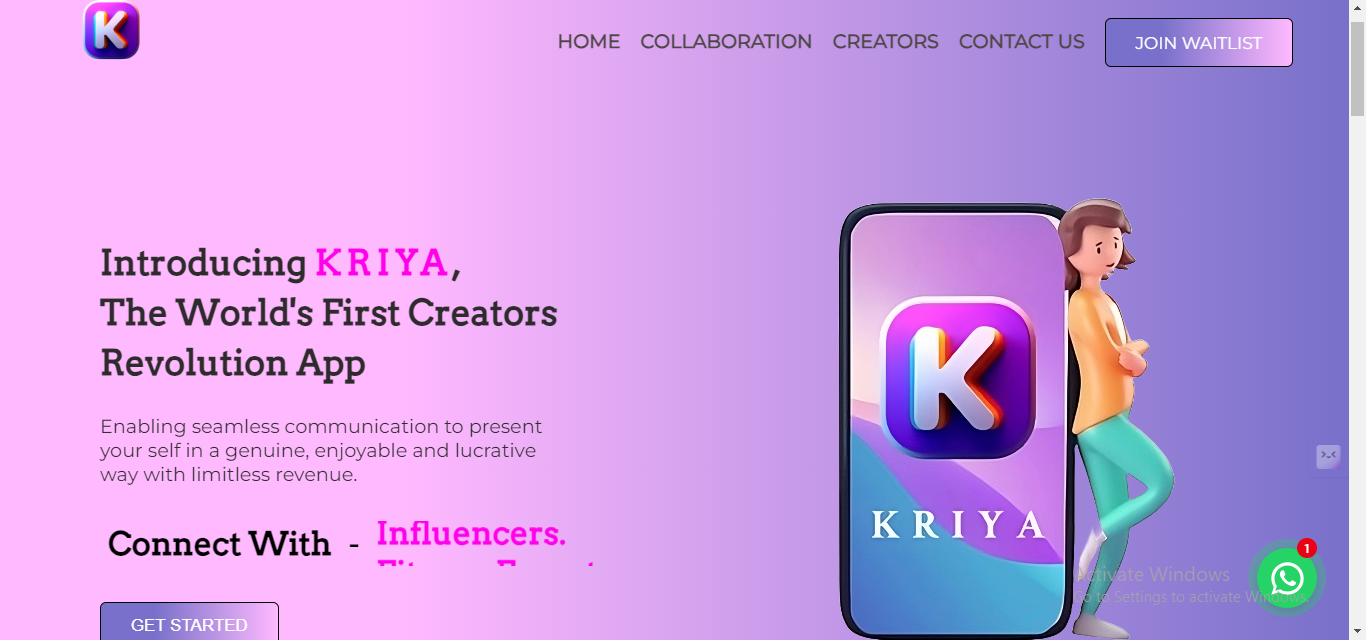 K
HOME COLLABORATION CREATORS CONTACT US JOIN WAITLIST
Introducing KRIYA,
The World's First Creators
Revolution App
Enabling seamless communication to present
your self in a genuine, enjoyable and lucrative
way with limitless revenue.
Connect With - Influencers.
GET STARTED
K
KRIYA
1
Activate Windows
Go to Settings to activate Windows.